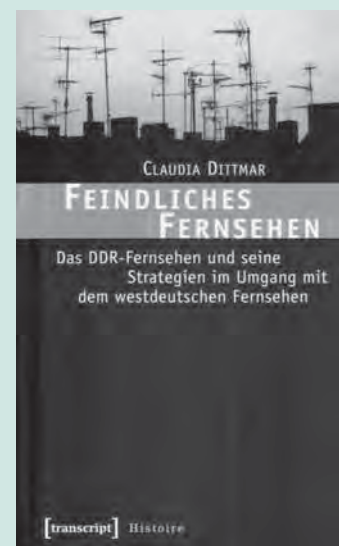 CLAUDIA DITTMAR
FEINDLICHES
FERNSEHEN
Das DDR-Fernsehen und seine
Strategien im Umgang mit
dem westdeutschen Fernsehen
[transcript] Histoire